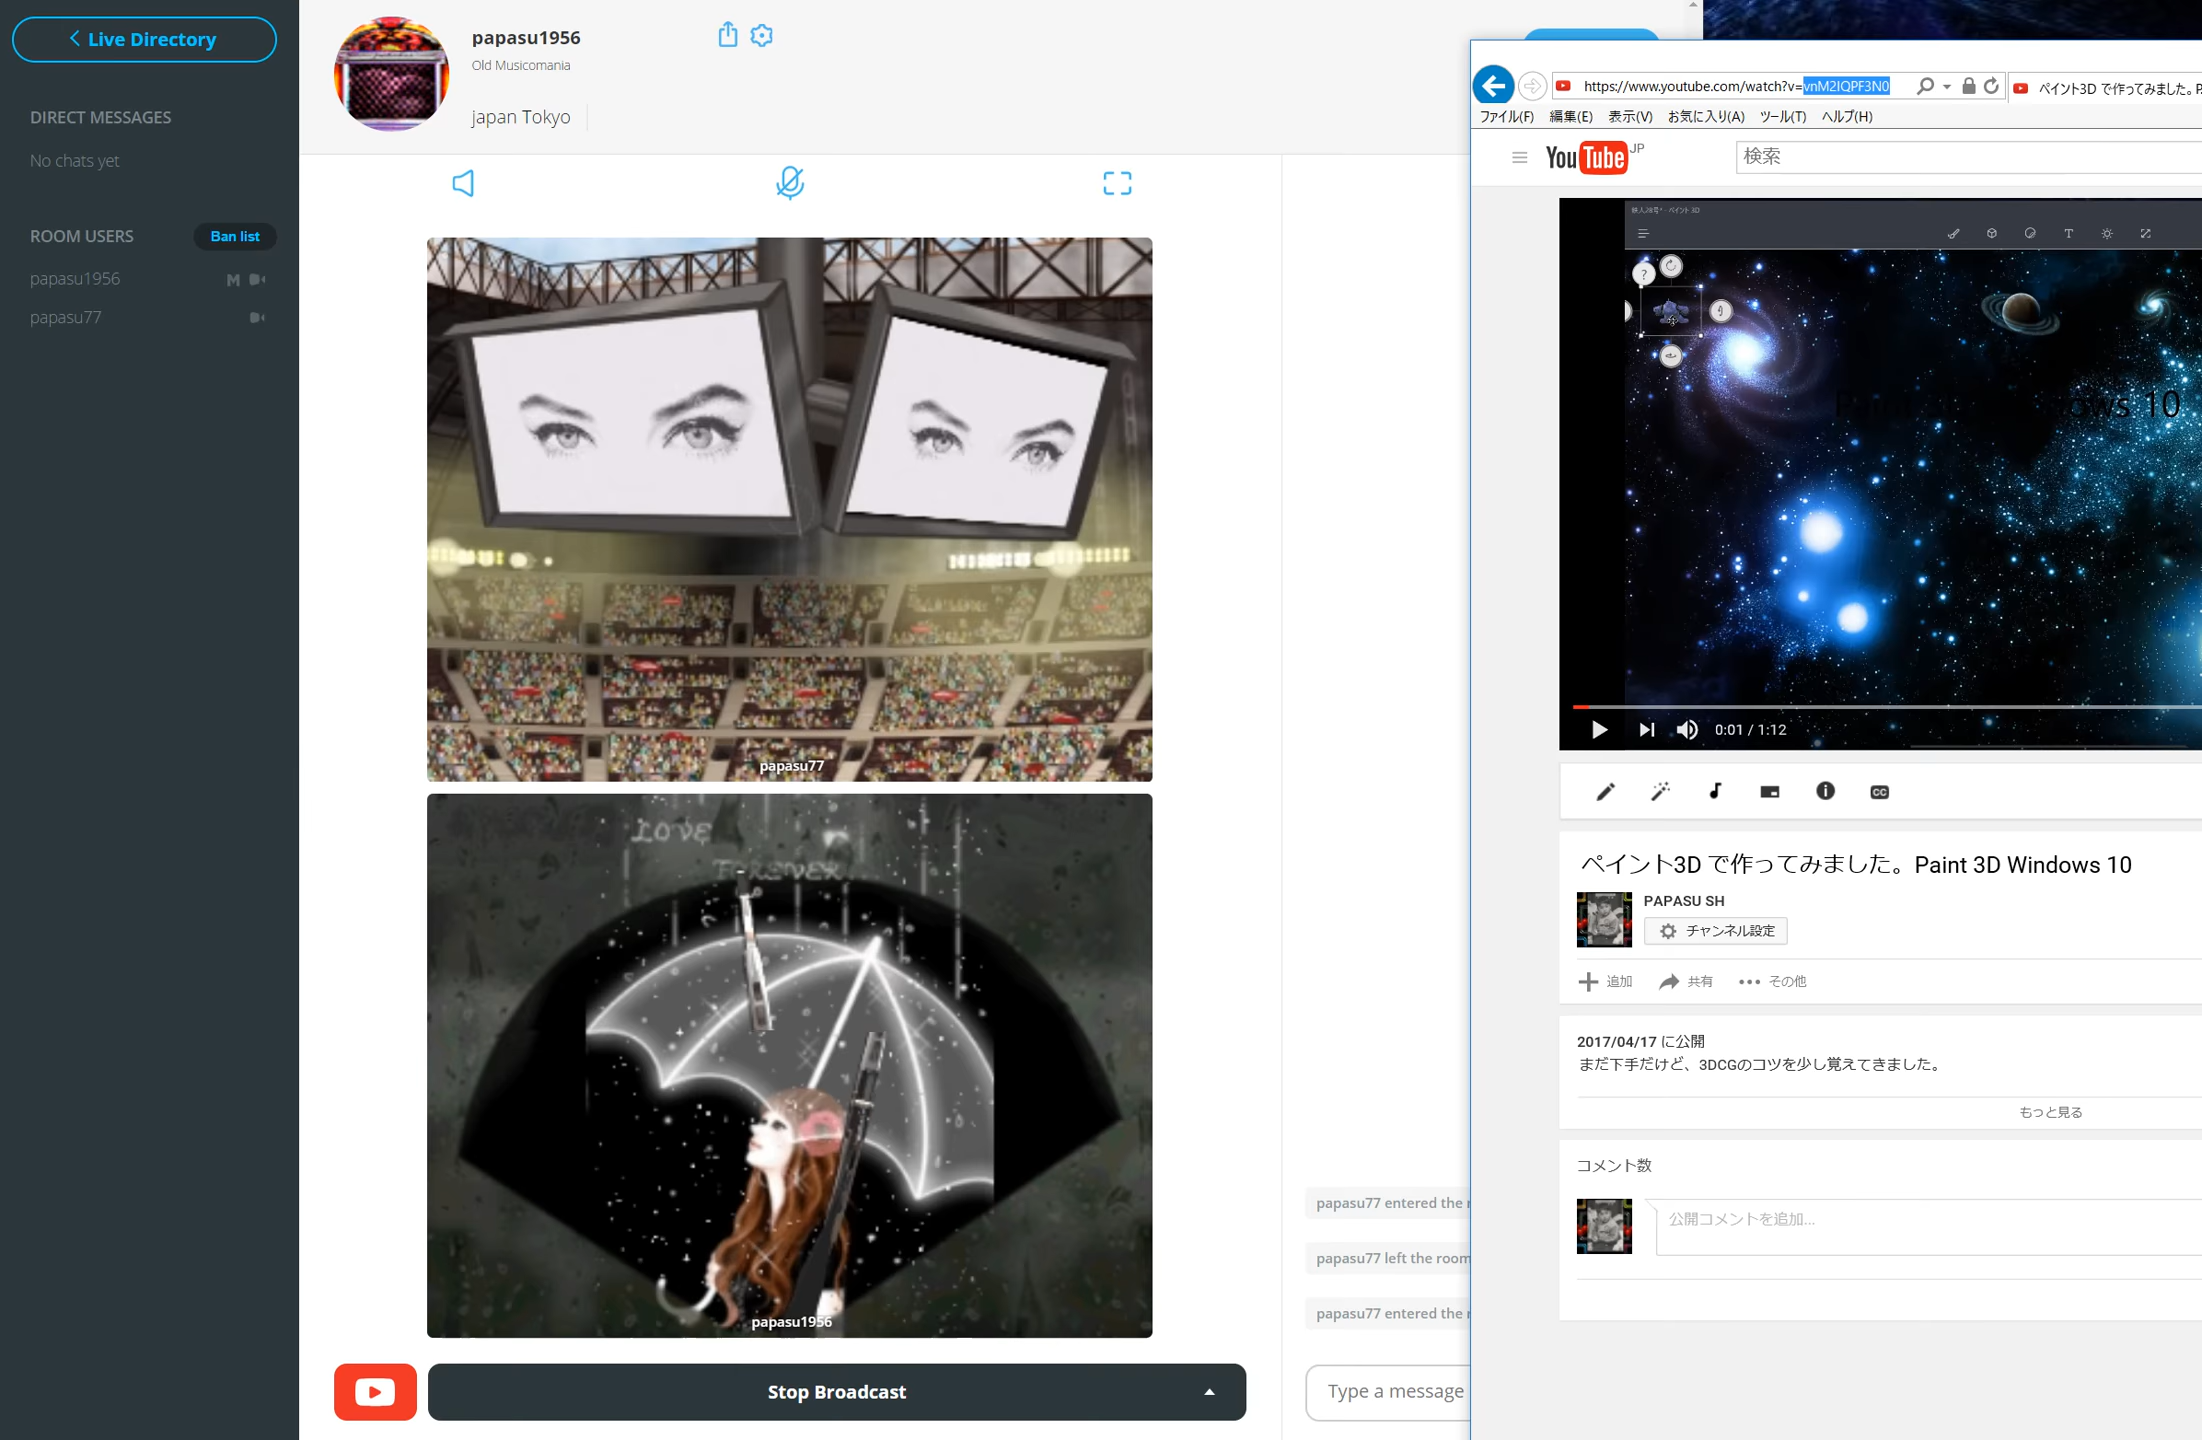 Live Directory
DIRECT MESSAGES
No chats yet
ROOM USERS
Ban list
papasu1956
M
papasu77
papasu1956
Old Musicomania
japan Tokyo
LOVE
FOREVER
papasu77
papasu1956
Stop Broadcast
papasu77 entered the
papasu77 left the room
papasu77 entered the
Type a message
https://www.youtube.com/watch?v=vnM2IQPF3N0
ペイント3D で作ってみました。
ファイル(F) 編集(E) 表示(V) お気に入り(A) ツール(T) ヘルプ(H)
YouTube JP
検索
Paint 3D Windows 10
0:01 / 1:12
ペイント3D で作ってみました。Paint 3D Windows 10
PAPASU SH
チャンネル設定
追加 共有 その他
2017/04/17 に公開
まだ下手だけど、3DCGのコツを少し覚えてきました。
もっと見る
コメント数
公開コメントを追加...